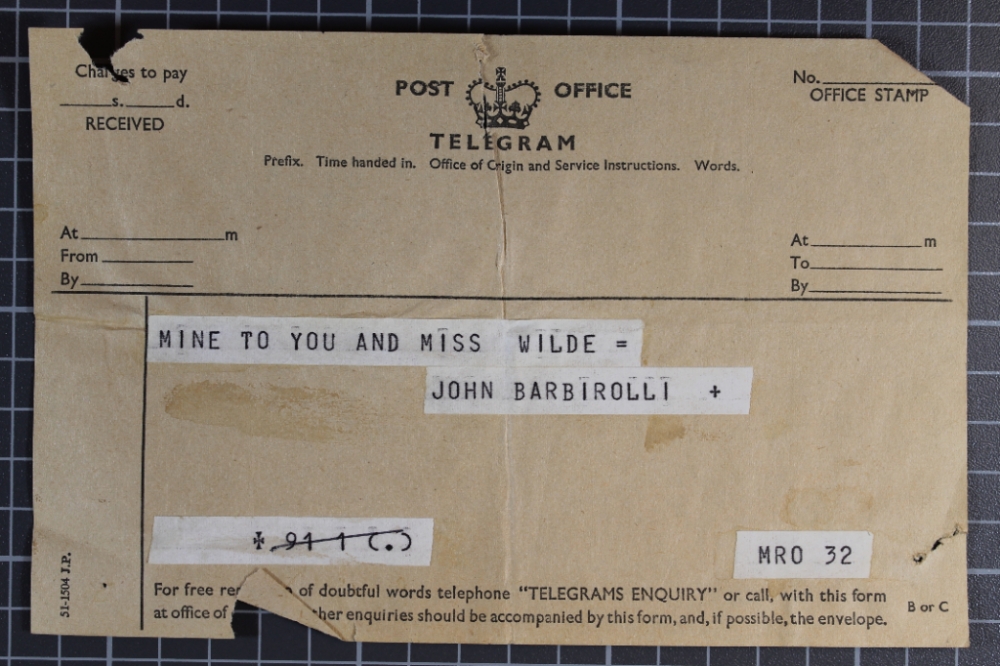 Charges to pay
s. d.
RECEIVED
POST OFFICE
TELEGRAM
Prefix. Time handed in. Office of Origin and Service Instructions. Words.
No.
OFFICE STAMP
At m
From
By
At m
To
By
MINE TO YOU AND MISS WILDE =
JOHN BARBIROLLI +
91 1 (.)
MRO 32
For free of doubtful words telephone "TELEGRAMS ENQUIRY" or call, with this form
at office of other enquiries should be accompanied by this form, and, if possible, the envelope.
B or C
51-1504 J.P.